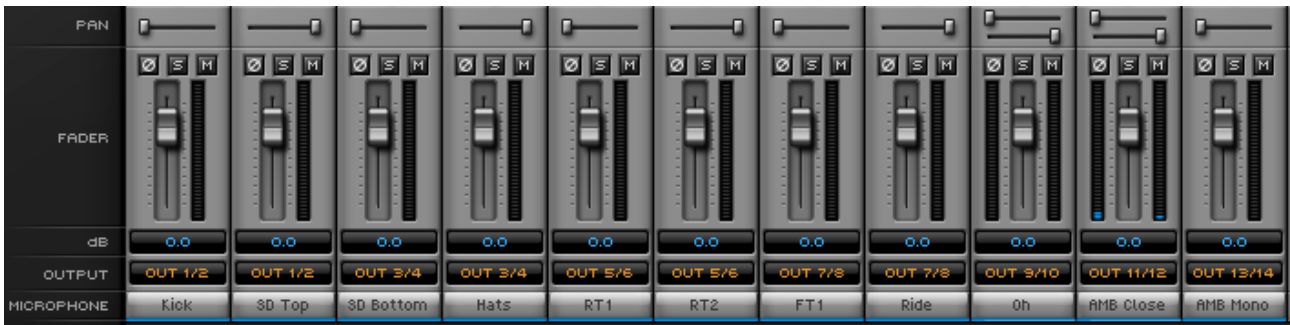 PAN
Ø S M Ø S M Ø S M Ø S M Ø S M Ø S M Ø S M Ø S M Ø S M Ø S M Ø S M
FADER
dB 0.0 0.0 0.0 0.0 0.0 0.0 0.0 0.0 0.0 0.0 0.0
OUTPUT OUT 1/2 OUT 1/2 OUT 3/4 OUT 3/4 OUT 5/6 OUT 5/6 OUT 7/8 OUT 7/8 OUT 9/10 OUT 11/12 OUT 13/14
MICROPHONE Kick SD Top SD Bottom Hats RT1 RT2 FT1 Ride Oh AMB Close AMB Mono